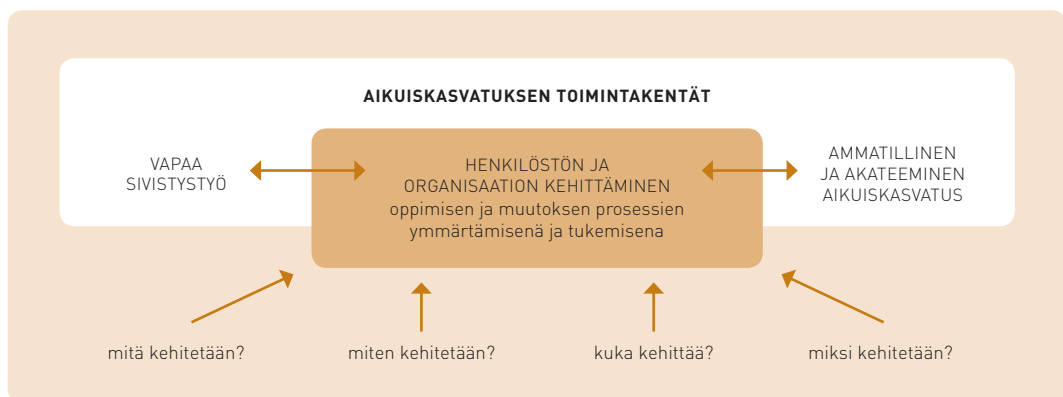 AIKUISKASVATUKSEN TOIMINTAKENTÄT
VAPAA
SIVISTYSTYÖ
HENKILÖSTÖN JA
ORGANISAATION KEHITTÄMINEN
oppimisen ja muutoksen prosessien
ymmärtämisenä ja tukemisena
AMMATILLINEN
JA AKATEEMINEN
AIKUISKASVATUS
mitä kehitetään?
miten kehitetään?
kuka kehittää?
miksi kehitetään?